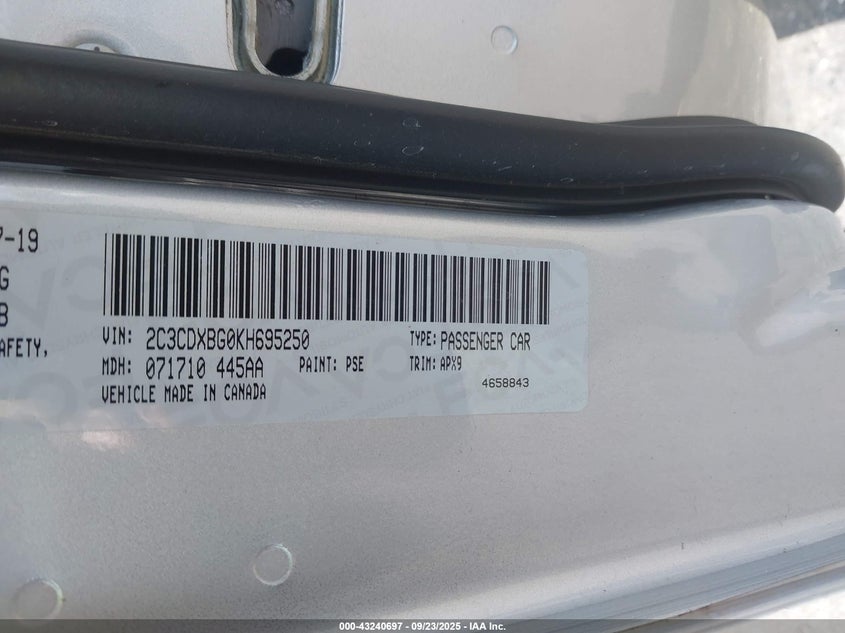 7-19
G
B
AFETY,
VIN: 2C3CDXBG0KH695250 TYPE: PASSENGER CAR
MDH: 071710 445AA PAINT: PSE TRIM: APX9
VEHICLE MADE IN CANADA 4658843
000-43240697 - 09/23/2025 - IAA Inc.